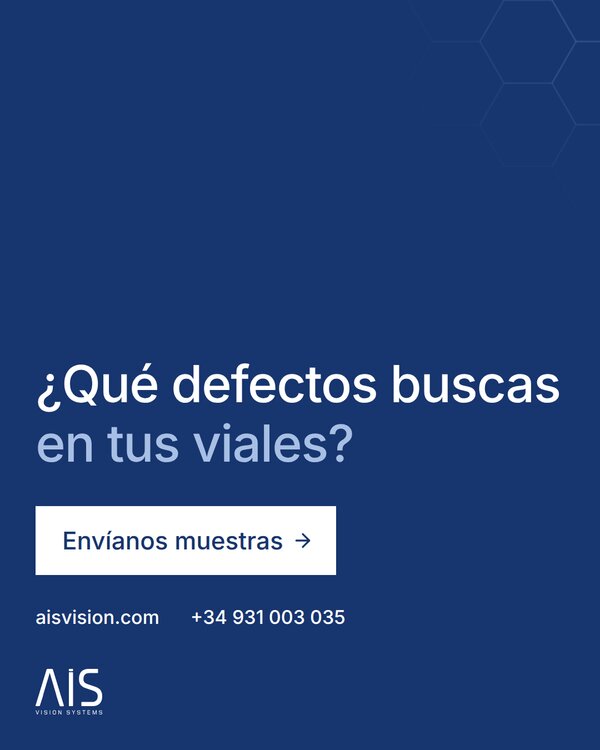 ¿Qué defectos buscas
en tus viales?
Envíanos muestras →
aisvision.com +34 931 003 035
AIS
VISION SYSTEMS